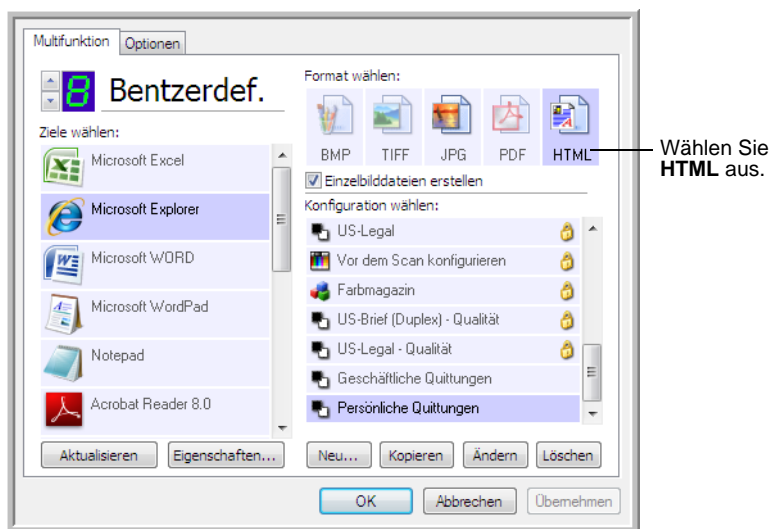 Multifunktion Optionen
8 Bentzerdef.
Ziele wählen:
Microsoft Excel
Microsoft Explorer
Microsoft WORD
Microsoft WordPad
Notepad
Acrobat Reader 8.0
Aktualisieren Eigenschaften...
Format wählen:
BMP TIFF JPG PDF HTML
Einzelbilddateien erstellen
Konfiguration wählen:
US-Legal
Vor dem Scan konfigurieren
Farbmagazin
US-Brief (Duplex) - Qualität
US-Legal - Qualität
Geschäftliche Quittungen
Persönliche Quittungen
Neu... Kopieren Ändern Löschen
OK Abbrechen Übernehmen
Wählen Sie
HTML aus.